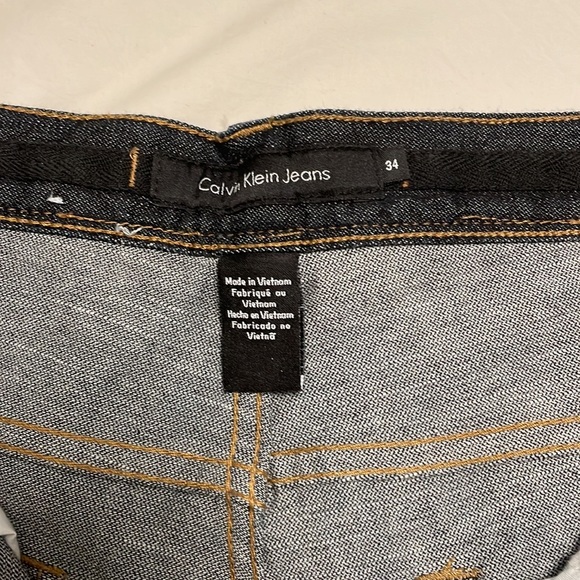 Calvin Klein Jeans
34
Made in Vietnam
Fabriqué au
Vietnam
Hecho en Vietnam
Fabricado no
Vietnã